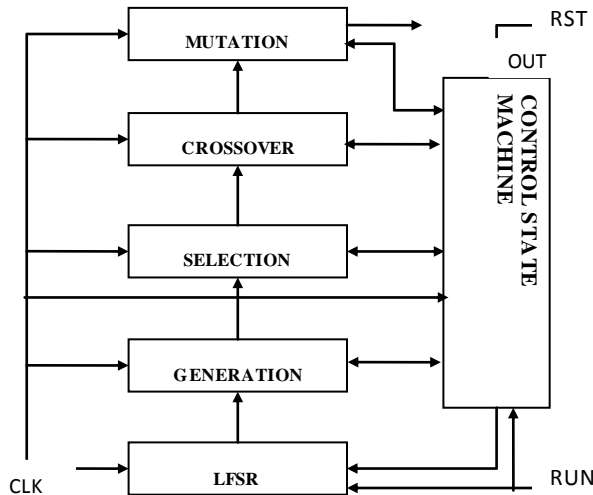 MUTATION
RST
OUT
CONTROL STATE
MACHINE
CROSSOVER
SELECTION
GENERATION
LFSR
CLK
RUN